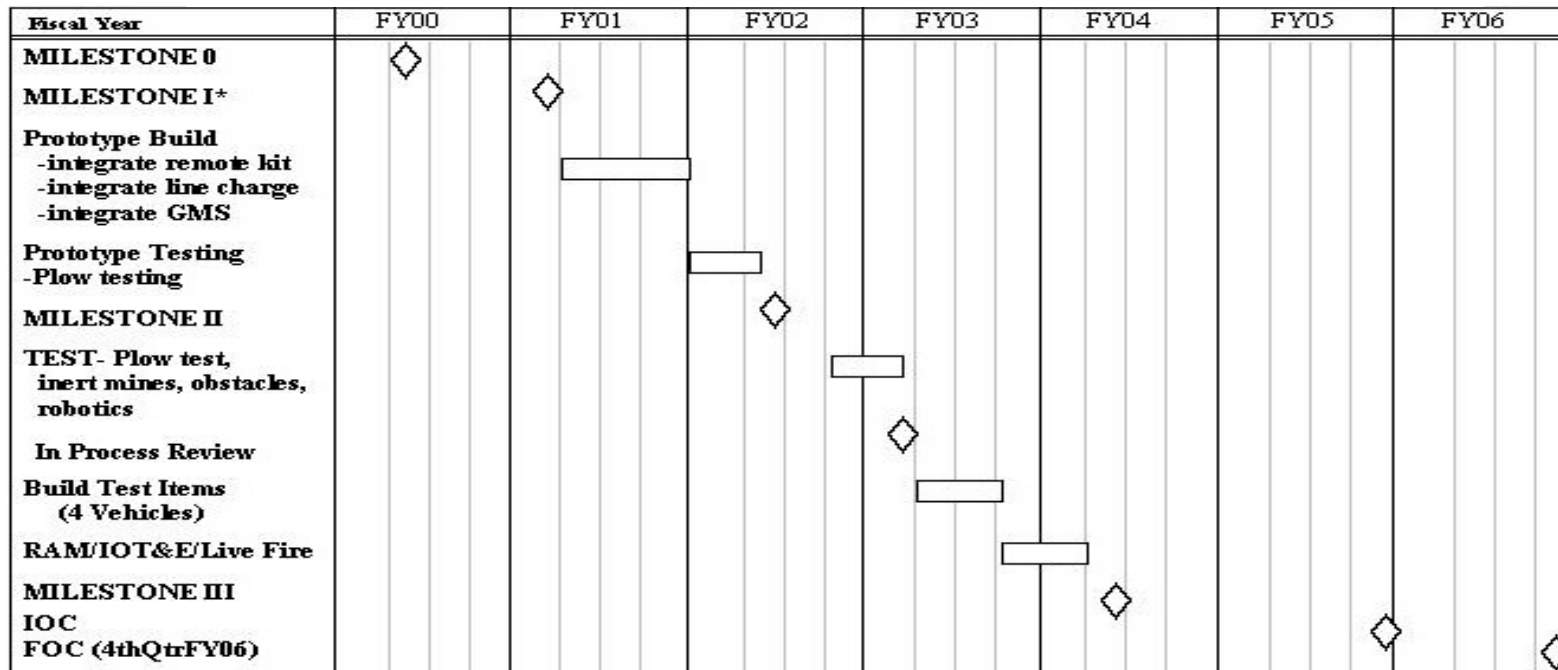 Fiscal Year FY00 FY01 FY02 FY03 FY04 FY05 FY06
MILESTONE 0
MILESTONE I*
Prototype Build
-integrate remote kit
-integrate line charge
-integrate GMS
Prototype Testing
-Plow testing
MILESTONE II
TEST- Plow test,
inert mines, obstacles,
robotics
In Process Review
Build Test Items
(4 Vehicles)
RAM/IOT&E/Live Fire
MILESTONE III
IOC
FOC (4thQtrFY06)